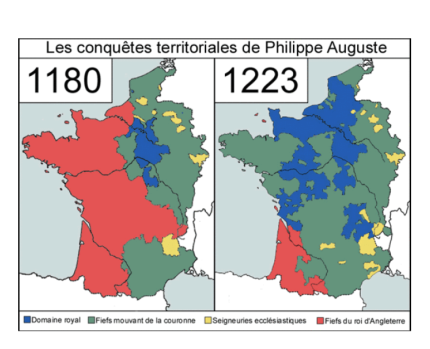 Les conquêtes territoriales de Philippe Auguste
1180
1223
Domaine royal
Fiefs mouvant de la couronne
Seigneuries ecclésiastiques
Fiefs du roi d'Angleterre